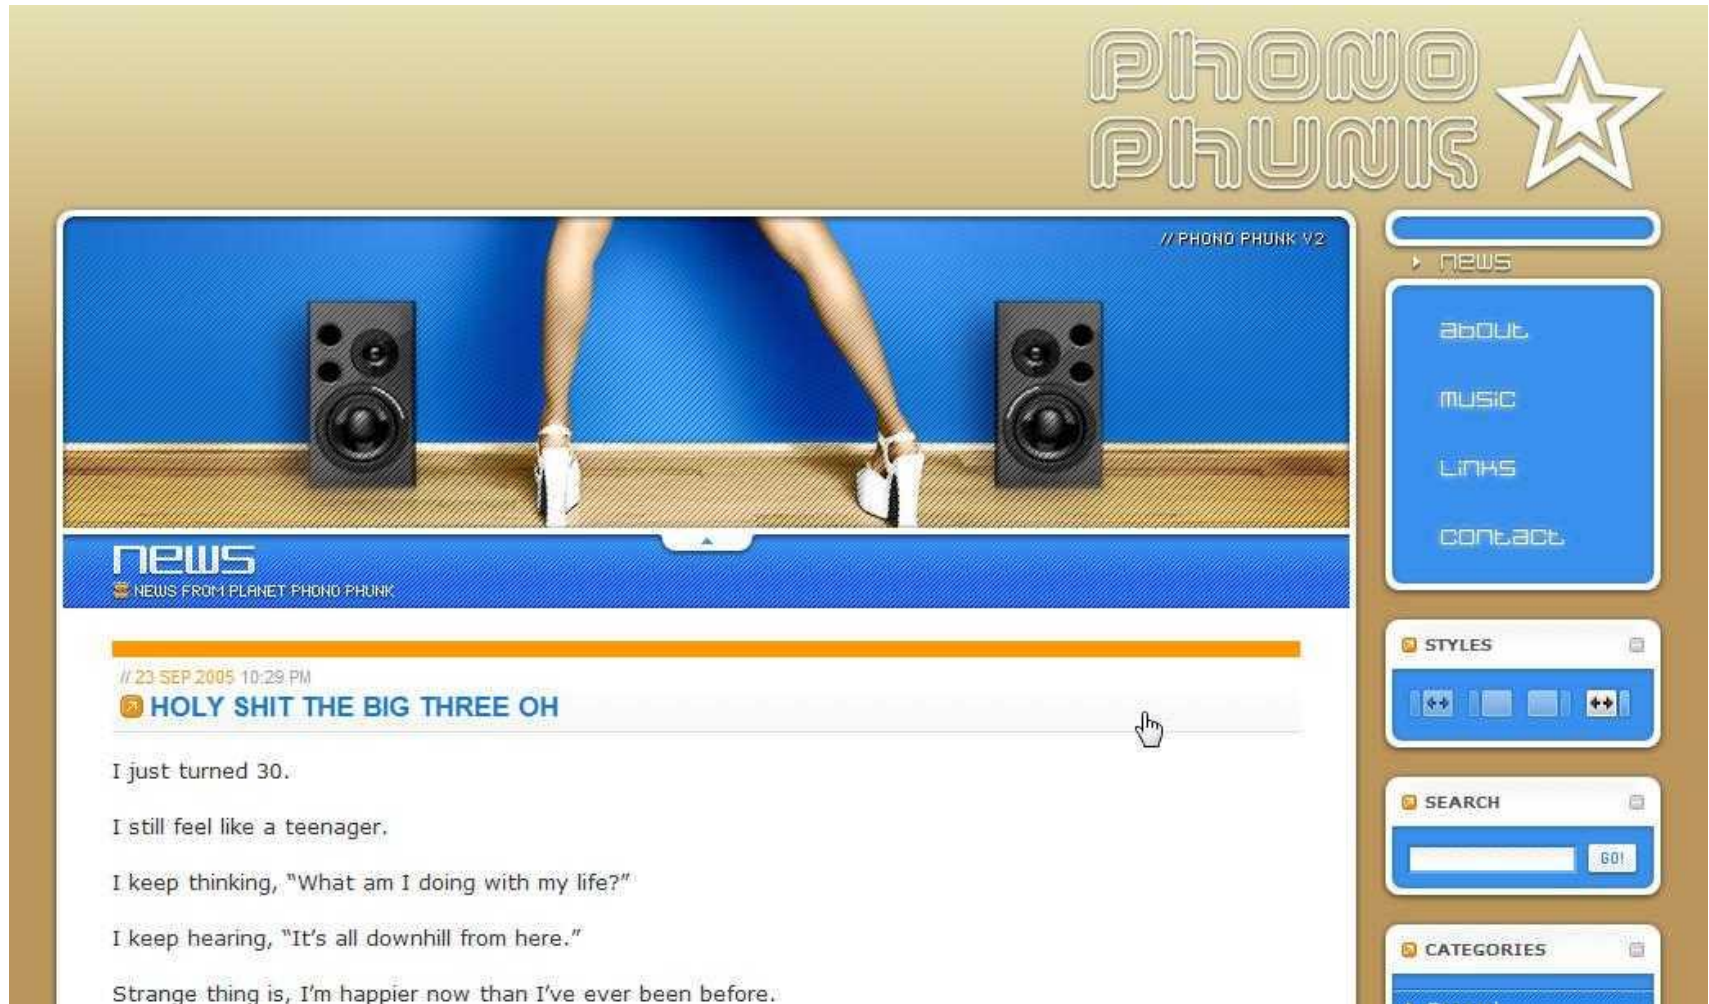 PHONO
PHUNK
// PHONO PHUNK V2
news
about
music
Links
contact
news
NEWS FROM PLANET PHONO PHUNK
// 23 SEP 2005 10:29 PM
HOLY SHIT THE BIG THREE OH
I just turned 30.
I still feel like a teenager.
I keep thinking, “What am I doing with my life?”
I keep hearing, “It’s all downhill from here.”
Strange thing is, I’m happier now than I’ve ever been before.
STYLES
SEARCH
GO!
CATEGORIES